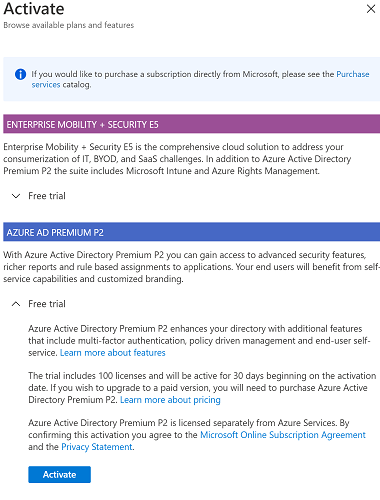 Activate
Browse available plans and features
If you would like to purchase a subscription directly from Microsoft, please see the Purchase
services catalog.
ENTERPRISE MOBILITY + SECURITY E5
Enterprise Mobility + Security E5 is the comprehensive cloud solution to address your
consumerization of IT, BYOD, and SaaS challenges. In addition to Azure Active Directory
Premium P2 the suite includes Microsoft Intune and Azure Rights Management.
Free trial
AZURE AD PREMIUM P2
With Azure Active Directory Premium P2 you can gain access to advanced security features,
richer reports and rule based assignments to applications. Your end users will benefit from self-
service capabilities and customized branding.
Free trial
Azure Active Directory Premium P2 enhances your directory with additional features
that include multi-factor authentication, policy driven management and end-user self-
service. Learn more about features
The trial includes 100 licenses and will be active for 30 days beginning on the activation
date. If you wish to upgrade to a paid version, you will need to purchase Azure Active
Directory Premium P2. Learn more about pricing
Azure Active Directory Premium P2 is licensed separately from Azure Services. By
confirming this activation you agree to the Microsoft Online Subscription Agreement
and the Privacy Statement.
Activate